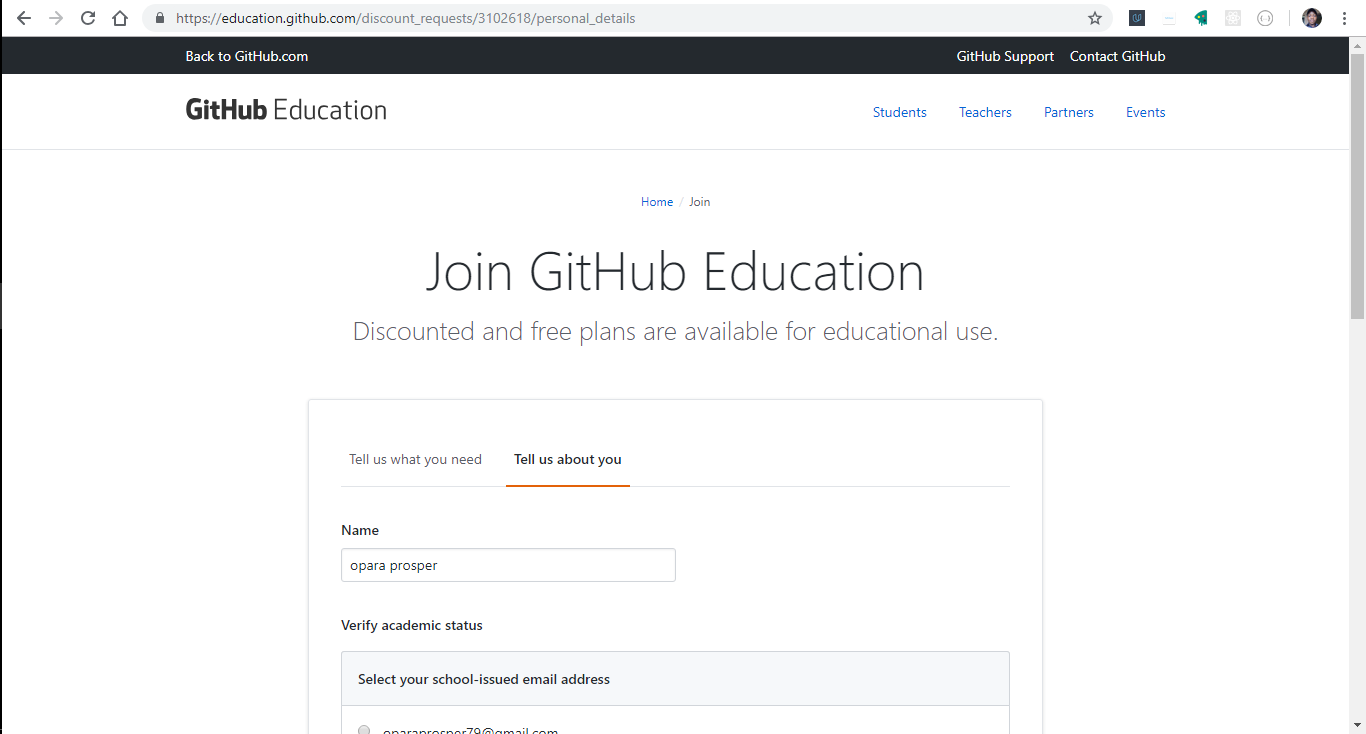 https://education.github.com/discount_requests/3102618/personal_details
Back to GitHub.com
GitHub Support
Contact GitHub
GitHub Education
Students
Teachers
Partners
Events
Home / Join
Join GitHub Education
Discounted and free plans are available for educational use.
Tell us what you need
Tell us about you
Name
opara prosper
Verify academic status
Select your school-issued email address
oparaprosper79@gmail.com